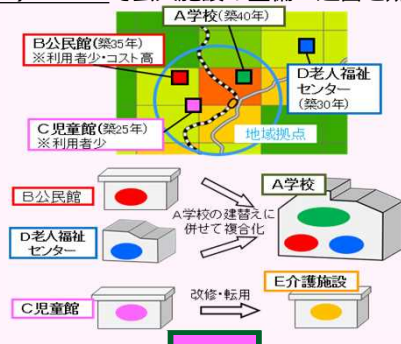 A学校(築40年)
B公民館(築35年)
※利用者少・コスト高
D老人福祉
センター
(築30年)
C児童館(築25年)
※利用者少
地域拠点
B公民館
A学校
A学校の建替えに
併せて複合化
D老人福祉
センター
E介護施設
C児童館
改修・転用